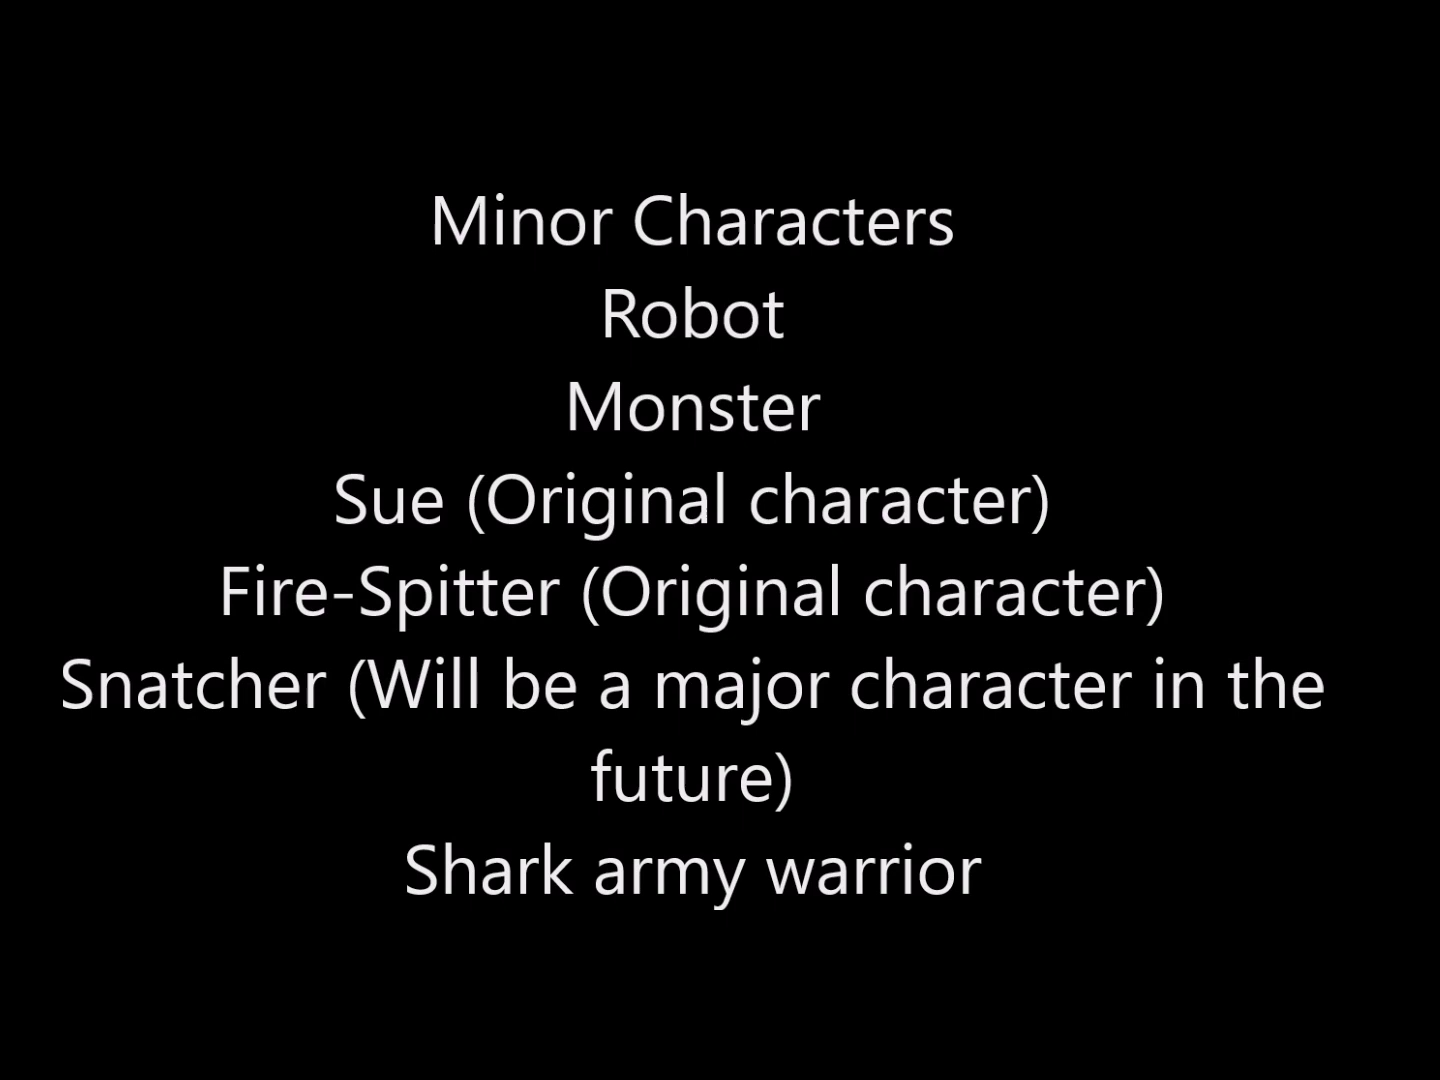 Minor Characters
Robot
Monster
Sue (Original character)
Fire-Spitter (Original character)
Snatcher (Will be a major character in the
future)
Shark army warrior